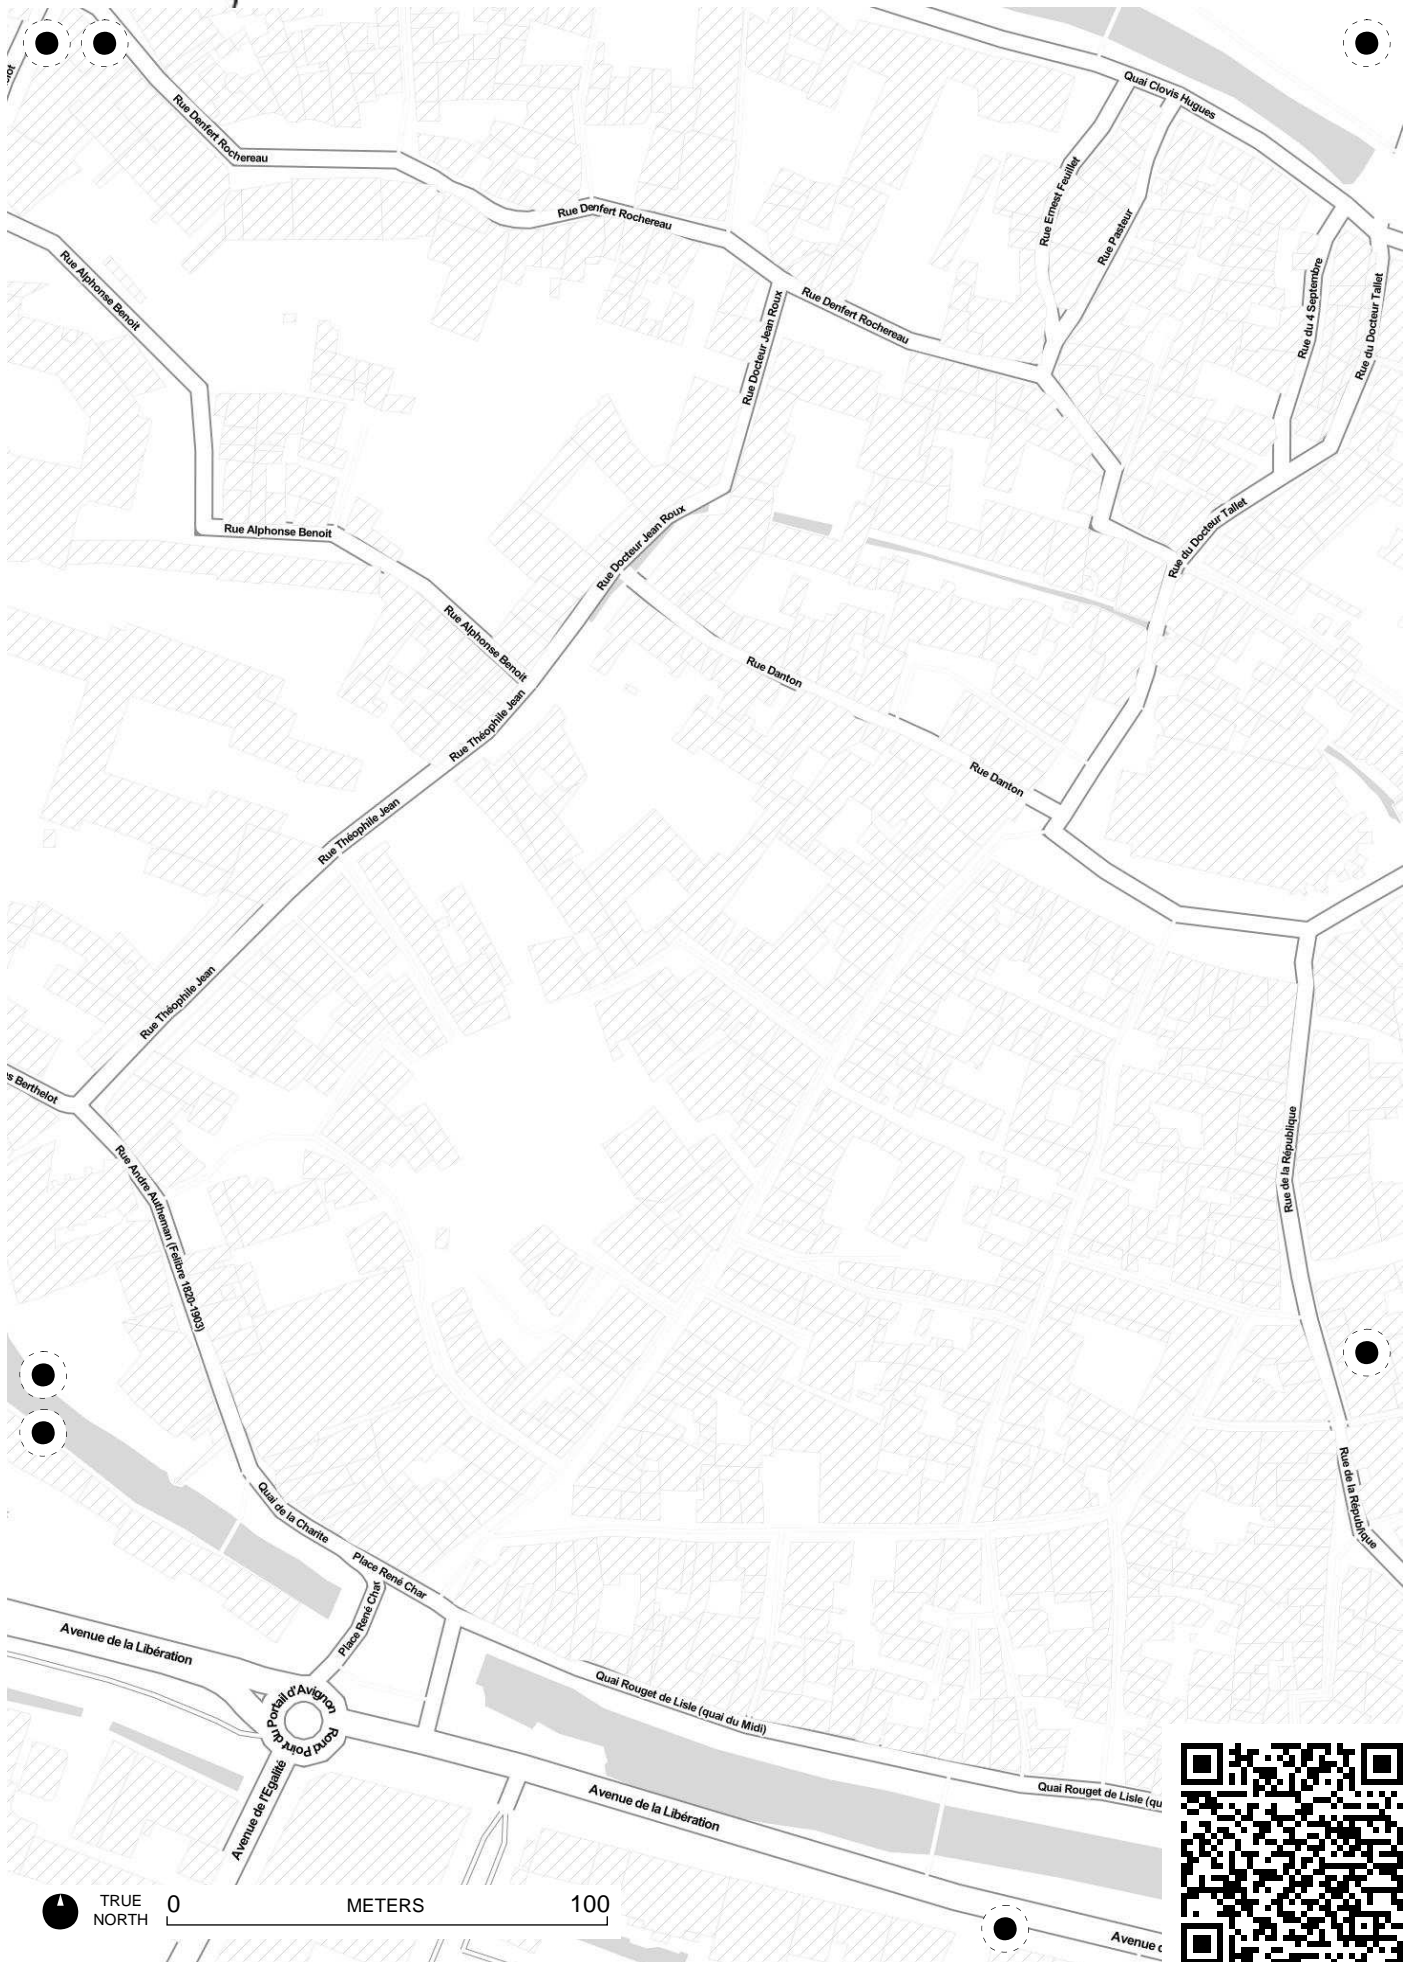 Quai Clovis Hugues
Rue Denfert Rochereau
Rue Ernest Feuillet
Rue Pasteur
Rue Denfert Rochereau
Rue Alphonse Benoit
Rue du 4 Septembre
Rue du Docteur Tallet
Rue Denfert Rochereau
Rue Docteur Jean Roux
Rue Alphonse Benoit
Rue Docteur Jean Roux
Rue du Docteur Tallet
Rue Alphonse Benoit
Rue Danton
Rue Théophile Jean
Rue Danton
Rue Théophile Jean
Rue Théophile Jean
s Berthelot
Rue Andre Autheman (Felibre 1820-1903)
Rue de la République
Rue de la République
Quai de la Charite
Place René Char
Place René Char
Avenue de la Libération
Rond Point du Portail d'Avignon
Quai Rouget de Lisle (quai du Midi)
Avenue de l'Egalité
Avenue de la Libération
Quai Rouget de Lisle (qu
TRUE
NORTH
0 METERS 100
Avenue d